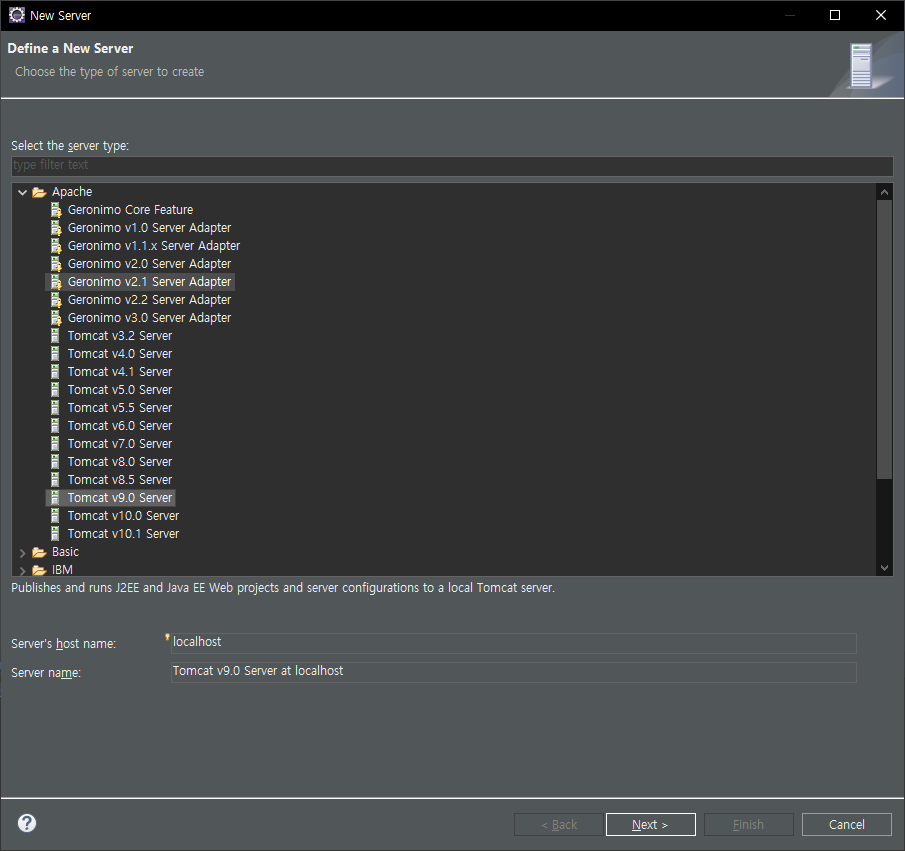 New Server
Define a New Server
Choose the type of server to create
Select the server type:
type filter text
Apache
Geronimo Core Feature
Geronimo v1.0 Server Adapter
Geronimo v1.1.x Server Adapter
Geronimo v2.0 Server Adapter
Geronimo v2.1 Server Adapter
Geronimo v2.2 Server Adapter
Geronimo v3.0 Server Adapter
Tomcat v3.2 Server
Tomcat v4.0 Server
Tomcat v4.1 Server
Tomcat v5.0 Server
Tomcat v5.5 Server
Tomcat v6.0 Server
Tomcat v7.0 Server
Tomcat v8.0 Server
Tomcat v8.5 Server
Tomcat v9.0 Server
Tomcat v10.0 Server
Tomcat v10.1 Server
Basic
IBM
Publishes and runs J2EE and Java EE Web projects and server configurations to a local Tomcat server.
Server's host name: localhost
Server name: Tomcat v9.0 Server at localhost
? < Back Next > Finish Cancel